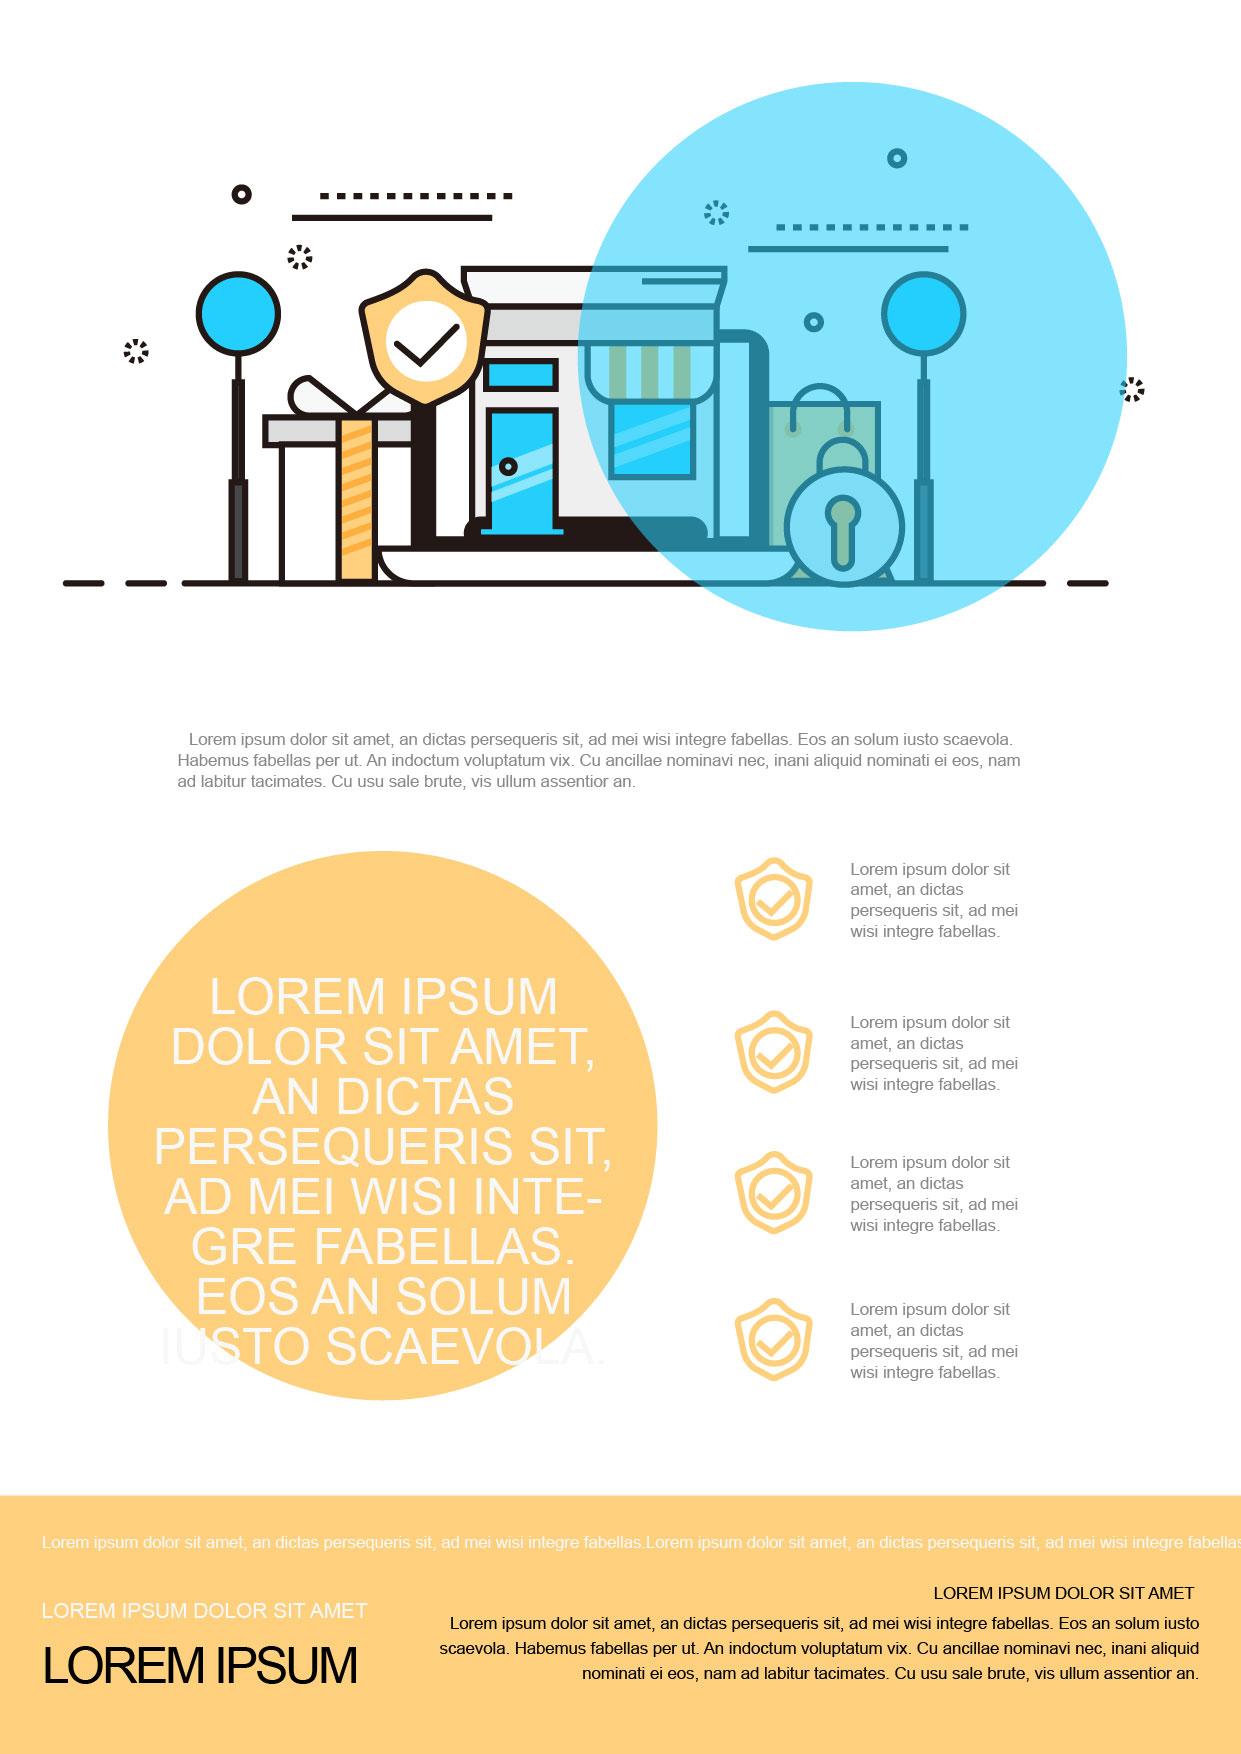 Lorem ipsum dolor sit amet, an dictas persequeris sit, ad mei wisi integre fabellas. Eos an solum iusto scaevola.
Habemus fabellas per ut. An indoctum voluptatum vix. Cu ancillae nominavi nec, inani aliquid nominati ei eos, nam
ad labitur tacimates. Cu usu sale brute, vis ullum assentior an.
LOREM IPSUM
DOLOR SIT AMET,
AN DICTAS
PERSEQUERIS SIT,
AD MEI WISI INTE-
GRE FABELLAS.
EOS AN SOLUM
IUSTO SCAEVOLA.
Lorem ipsum dolor sit
amet, an dictas
persequeris sit, ad mei
wisi integre fabellas.
Lorem ipsum dolor sit
amet, an dictas
persequeris sit, ad mei
wisi integre fabellas.
Lorem ipsum dolor sit
amet, an dictas
persequeris sit, ad mei
wisi integre fabellas.
Lorem ipsum dolor sit
amet, an dictas
persequeris sit, ad mei
wisi integre fabellas.
Lorem ipsum dolor sit amet, an dictas persequeris sit, ad mei wisi integre fabellas.Lorem ipsum dolor sit amet, an dictas persequeris sit, ad mei wisi integre fabellas
LOREM IPSUM DOLOR SIT AMET
LOREM IPSUM
LOREM IPSUM DOLOR SIT AMET
Lorem ipsum dolor sit amet, an dictas persequeris sit, ad mei wisi integre fabellas. Eos an solum iusto
scaevola. Habemus fabellas per ut. An indoctum voluptatum vix. Cu ancillae nominavi nec, inani aliquid
nominati ei eos, nam ad labitur tacimates. Cu usu sale brute, vis ullum assentior an.